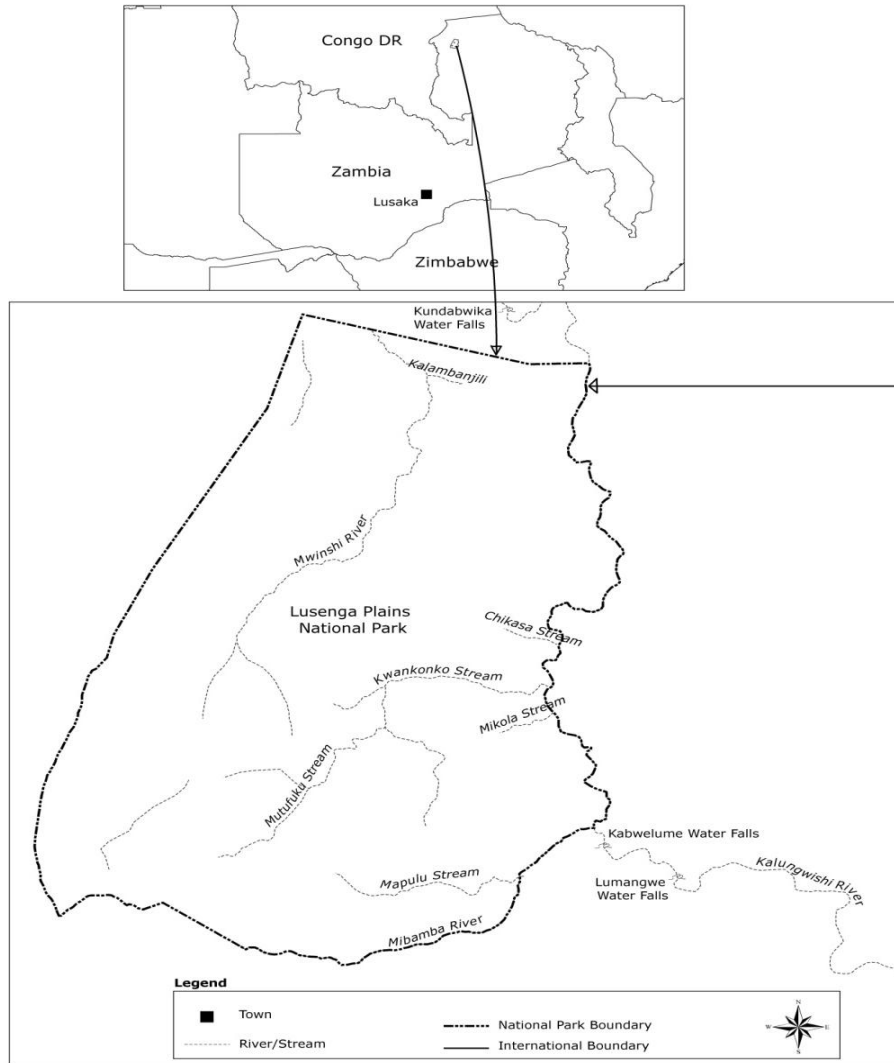 Congo DR
Zambia
Lusaka
Zimbabwe
Kundabwika
Water Falls
Kalambanjili
Mwinshi River
Lusenga Plains
National Park
Chikasa Stream
Kwankonko Stream
Mikola Stream
Mutufuku Stream
Kabwelume Water Falls
Lumangwe
Water Falls
Kalungwishi River
Mapulu Stream
Mibamba River
Legend
Town
River/Stream
National Park Boundary
International Boundary
N
W
E
S